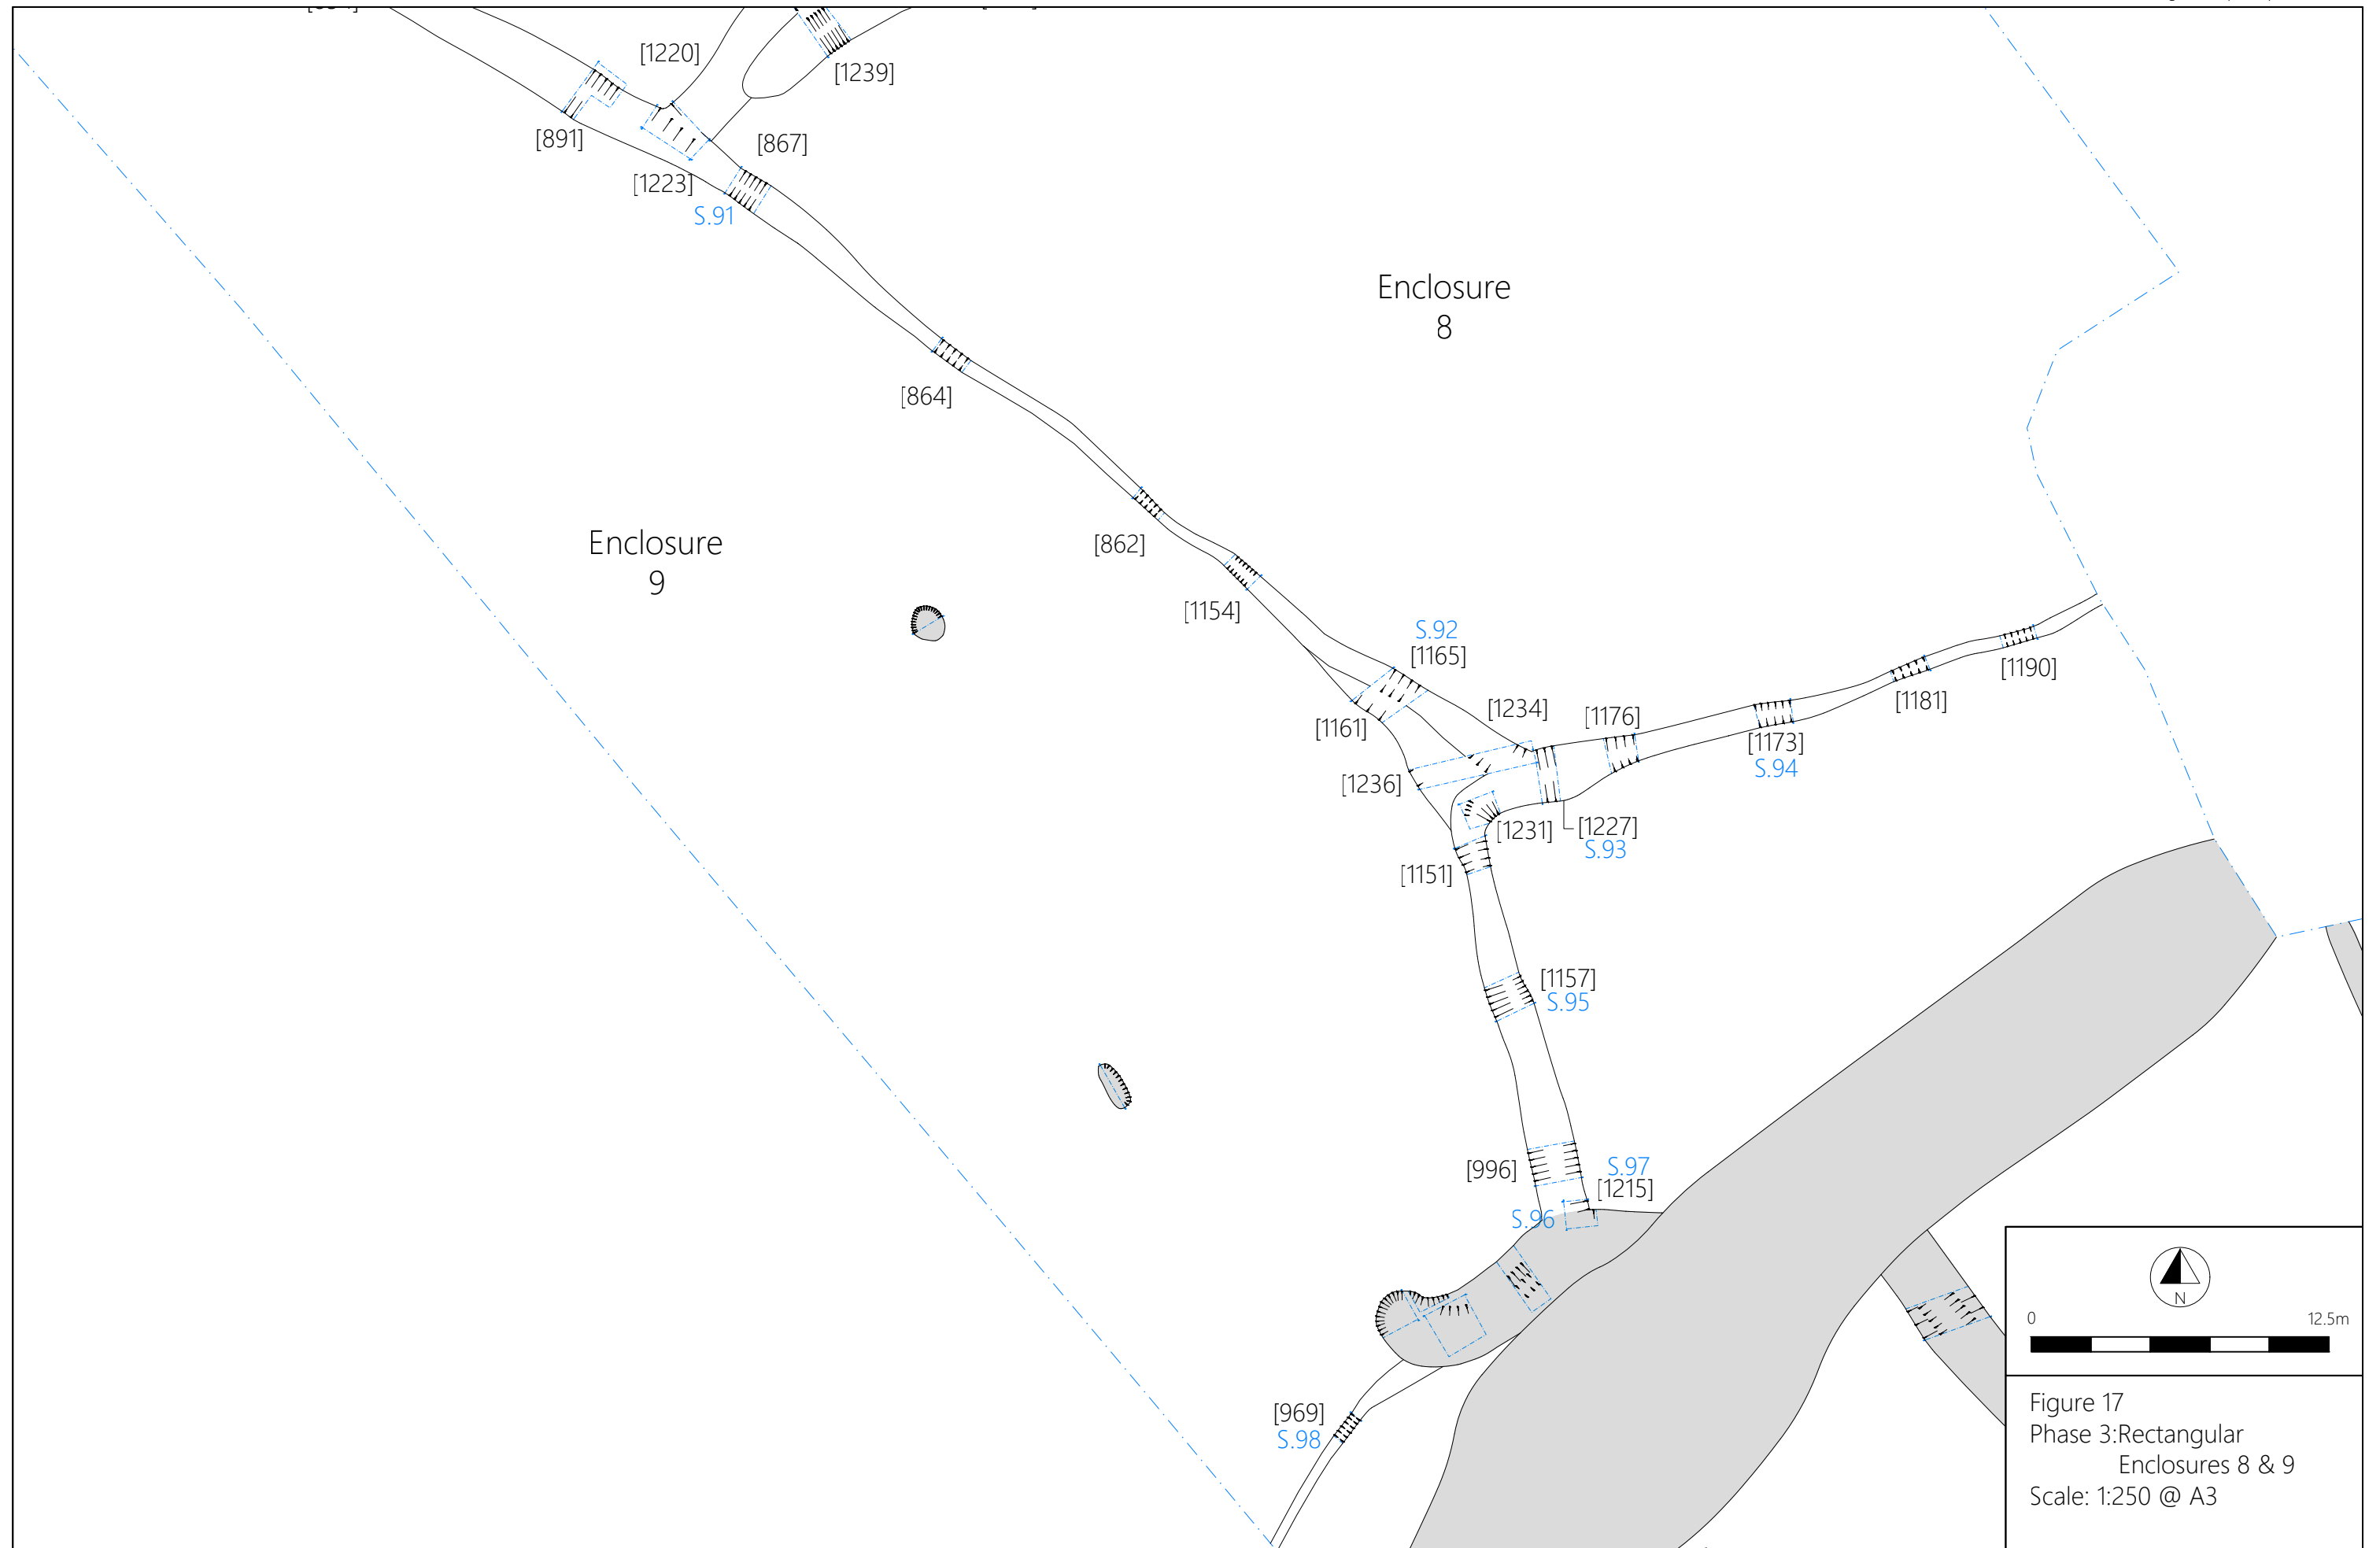 [1220]
[1239]
[891]
[867]
[1223]
S.91
Enclosure
8
[864]
Enclosure
9
[862]
[1154]
S.92
[1165]
[1190]
[1181]
[1234]
[1176]
[1161]
[1173]
S.94
[1236]
[1231]
[1227]
S.93
[1151]
[1157]
S.95
[996]
S.97
[1215]
S.96
N
0
12.5m
[969]
S.98
Figure 17
Phase 3:Rectangular
Enclosures 8 & 9
Scale: 1:250 @ A3